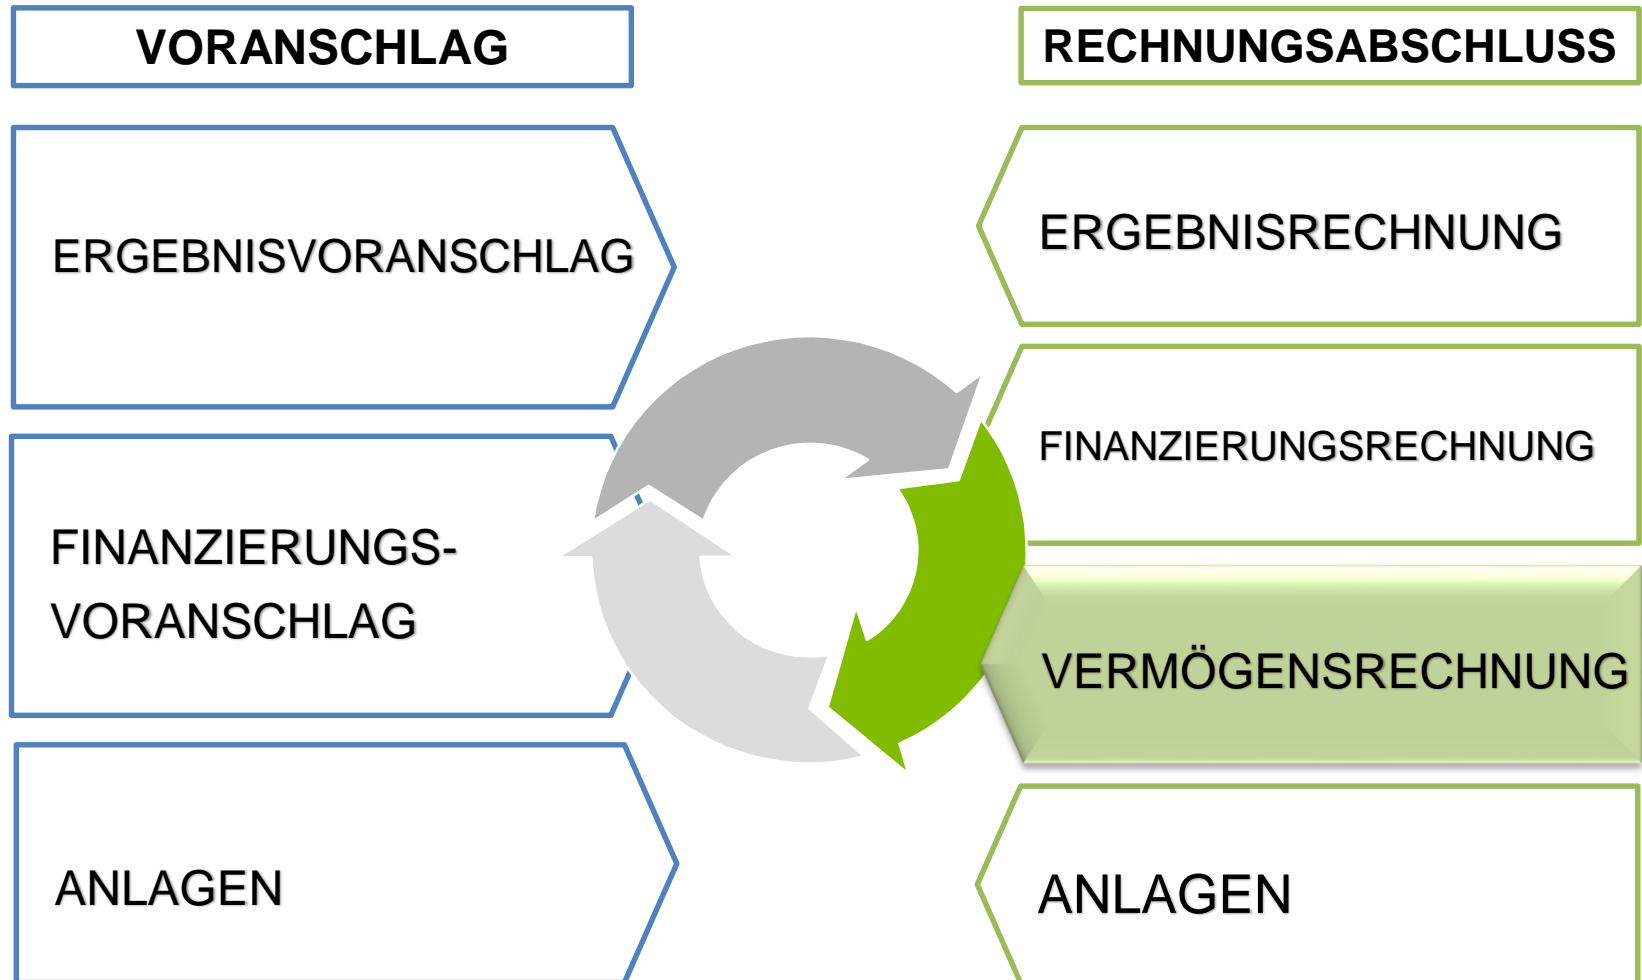 VORANSCHLAG
ERGEBNISVORANSCHLAG
FINANZIERUNGS-
VORANSCHLAG
ANLAGEN
RECHNUNGSABSCHLUSS
ERGEBNISRECHNUNG
FINANZIERUNGSRECHNUNG
VERMÖGENSRECHNUNG
ANLAGEN